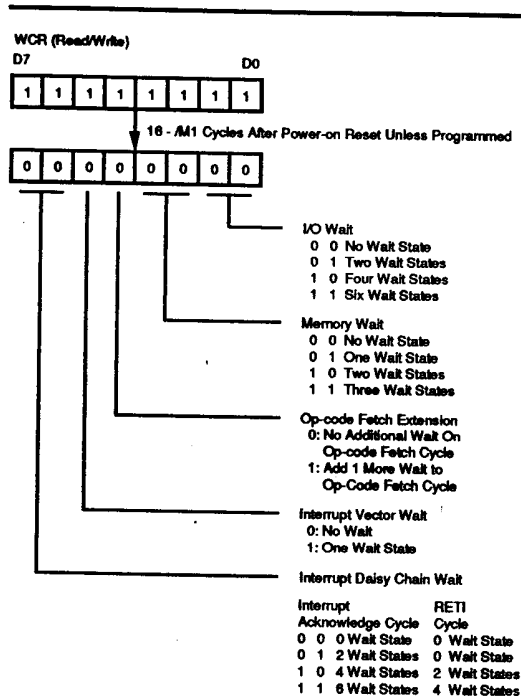 WCR (Read/Write)
D7 D0
1 1 1 1 1 1 1 1
16 - /M1 Cycles After Power-on Reset Unless Programmed
0 0 0 0 0 0 0 0
I/O Wait
0 0 No Wait State
0 1 Two Wait States
1 0 Four Wait States
1 1 Six Wait States
Memory Wait
0 0 No Wait State
0 1 One Wait State
1 0 Two Wait States
1 1 Three Wait States
Op-code Fetch Extension
0: No Additional Wait On
Op-code Fetch Cycle
1: Add 1 More Wait to
Op-Code Fetch Cycle
Interrupt Vector Wait
0: No Wait
1: One Wait State
Interrupt Daisy Chain Wait
Interrupt RETI
Acknowledge Cycle Cycle
0 0 0 Wait State 0 Wait State
0 1 2 Wait States 0 Wait State
1 0 4 Wait States 2 Wait States
1 1 6 Wait States 4 Wait States